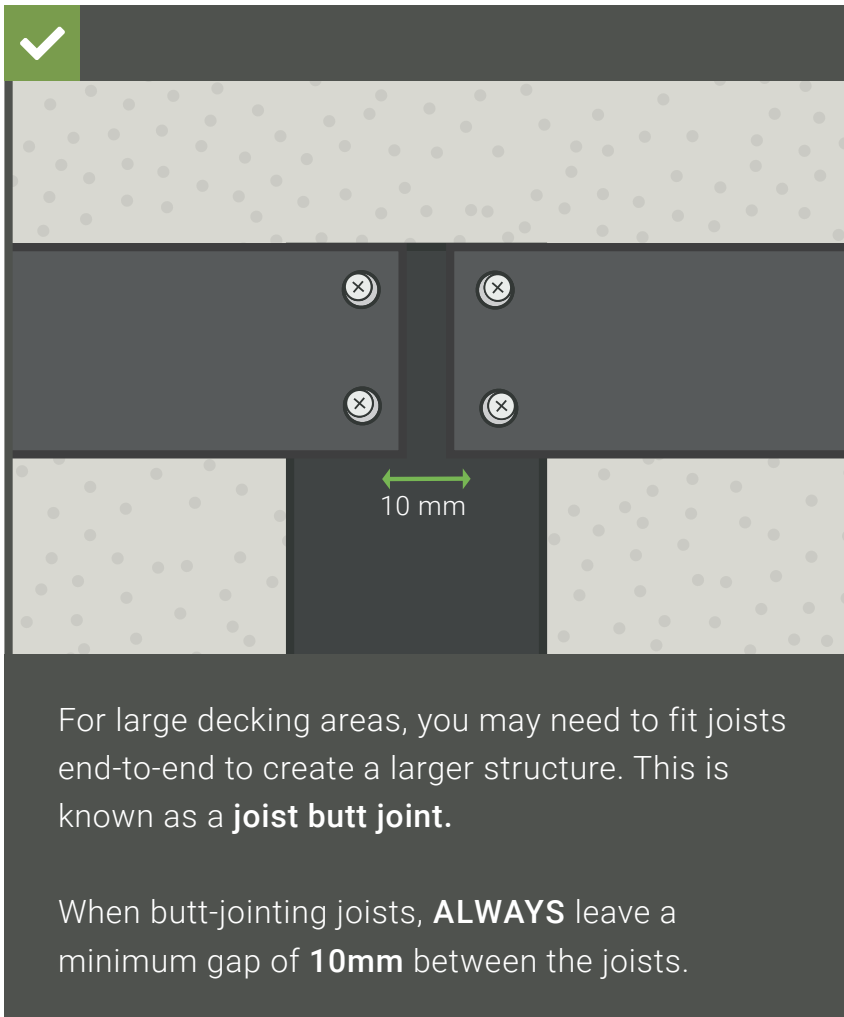 10 mm
For large decking areas, you may need to fit joists
end-to-end to create a larger structure. This is
known as a joist butt joint.
When butt-jointing joists, ALWAYS leave a
minimum gap of 10mm between the joists.